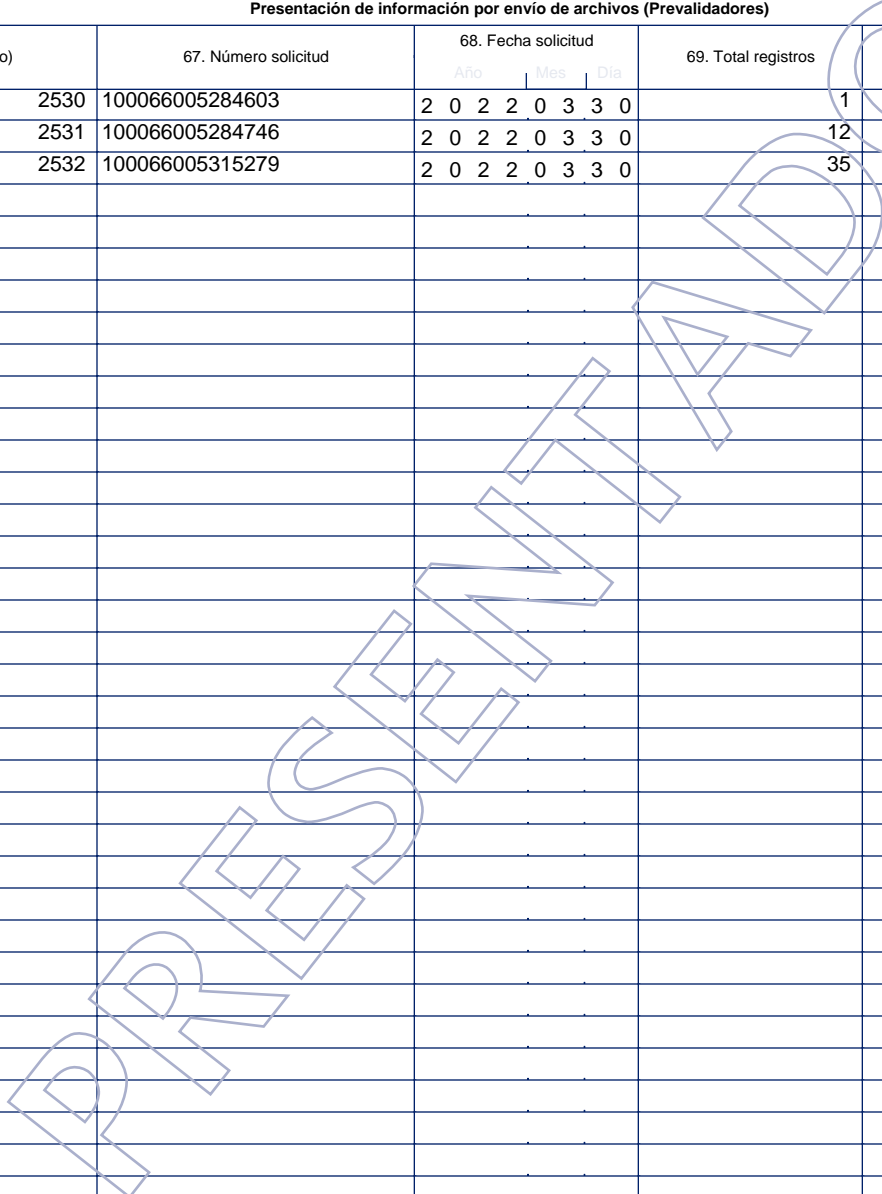 Presentación de información por envío de archivos (Prevalidadores)
o) 67. Número solicitud 68. Fecha solicitud 69. Total registros
Año Mes Día
2530 100066005284603 2 0 2 2 0 3 3 0 1
2531 100066005284746 2 0 2 2 0 3 3 0 12
2532 100066005315279 2 0 2 2 0 3 3 0 35
PRESENTADO